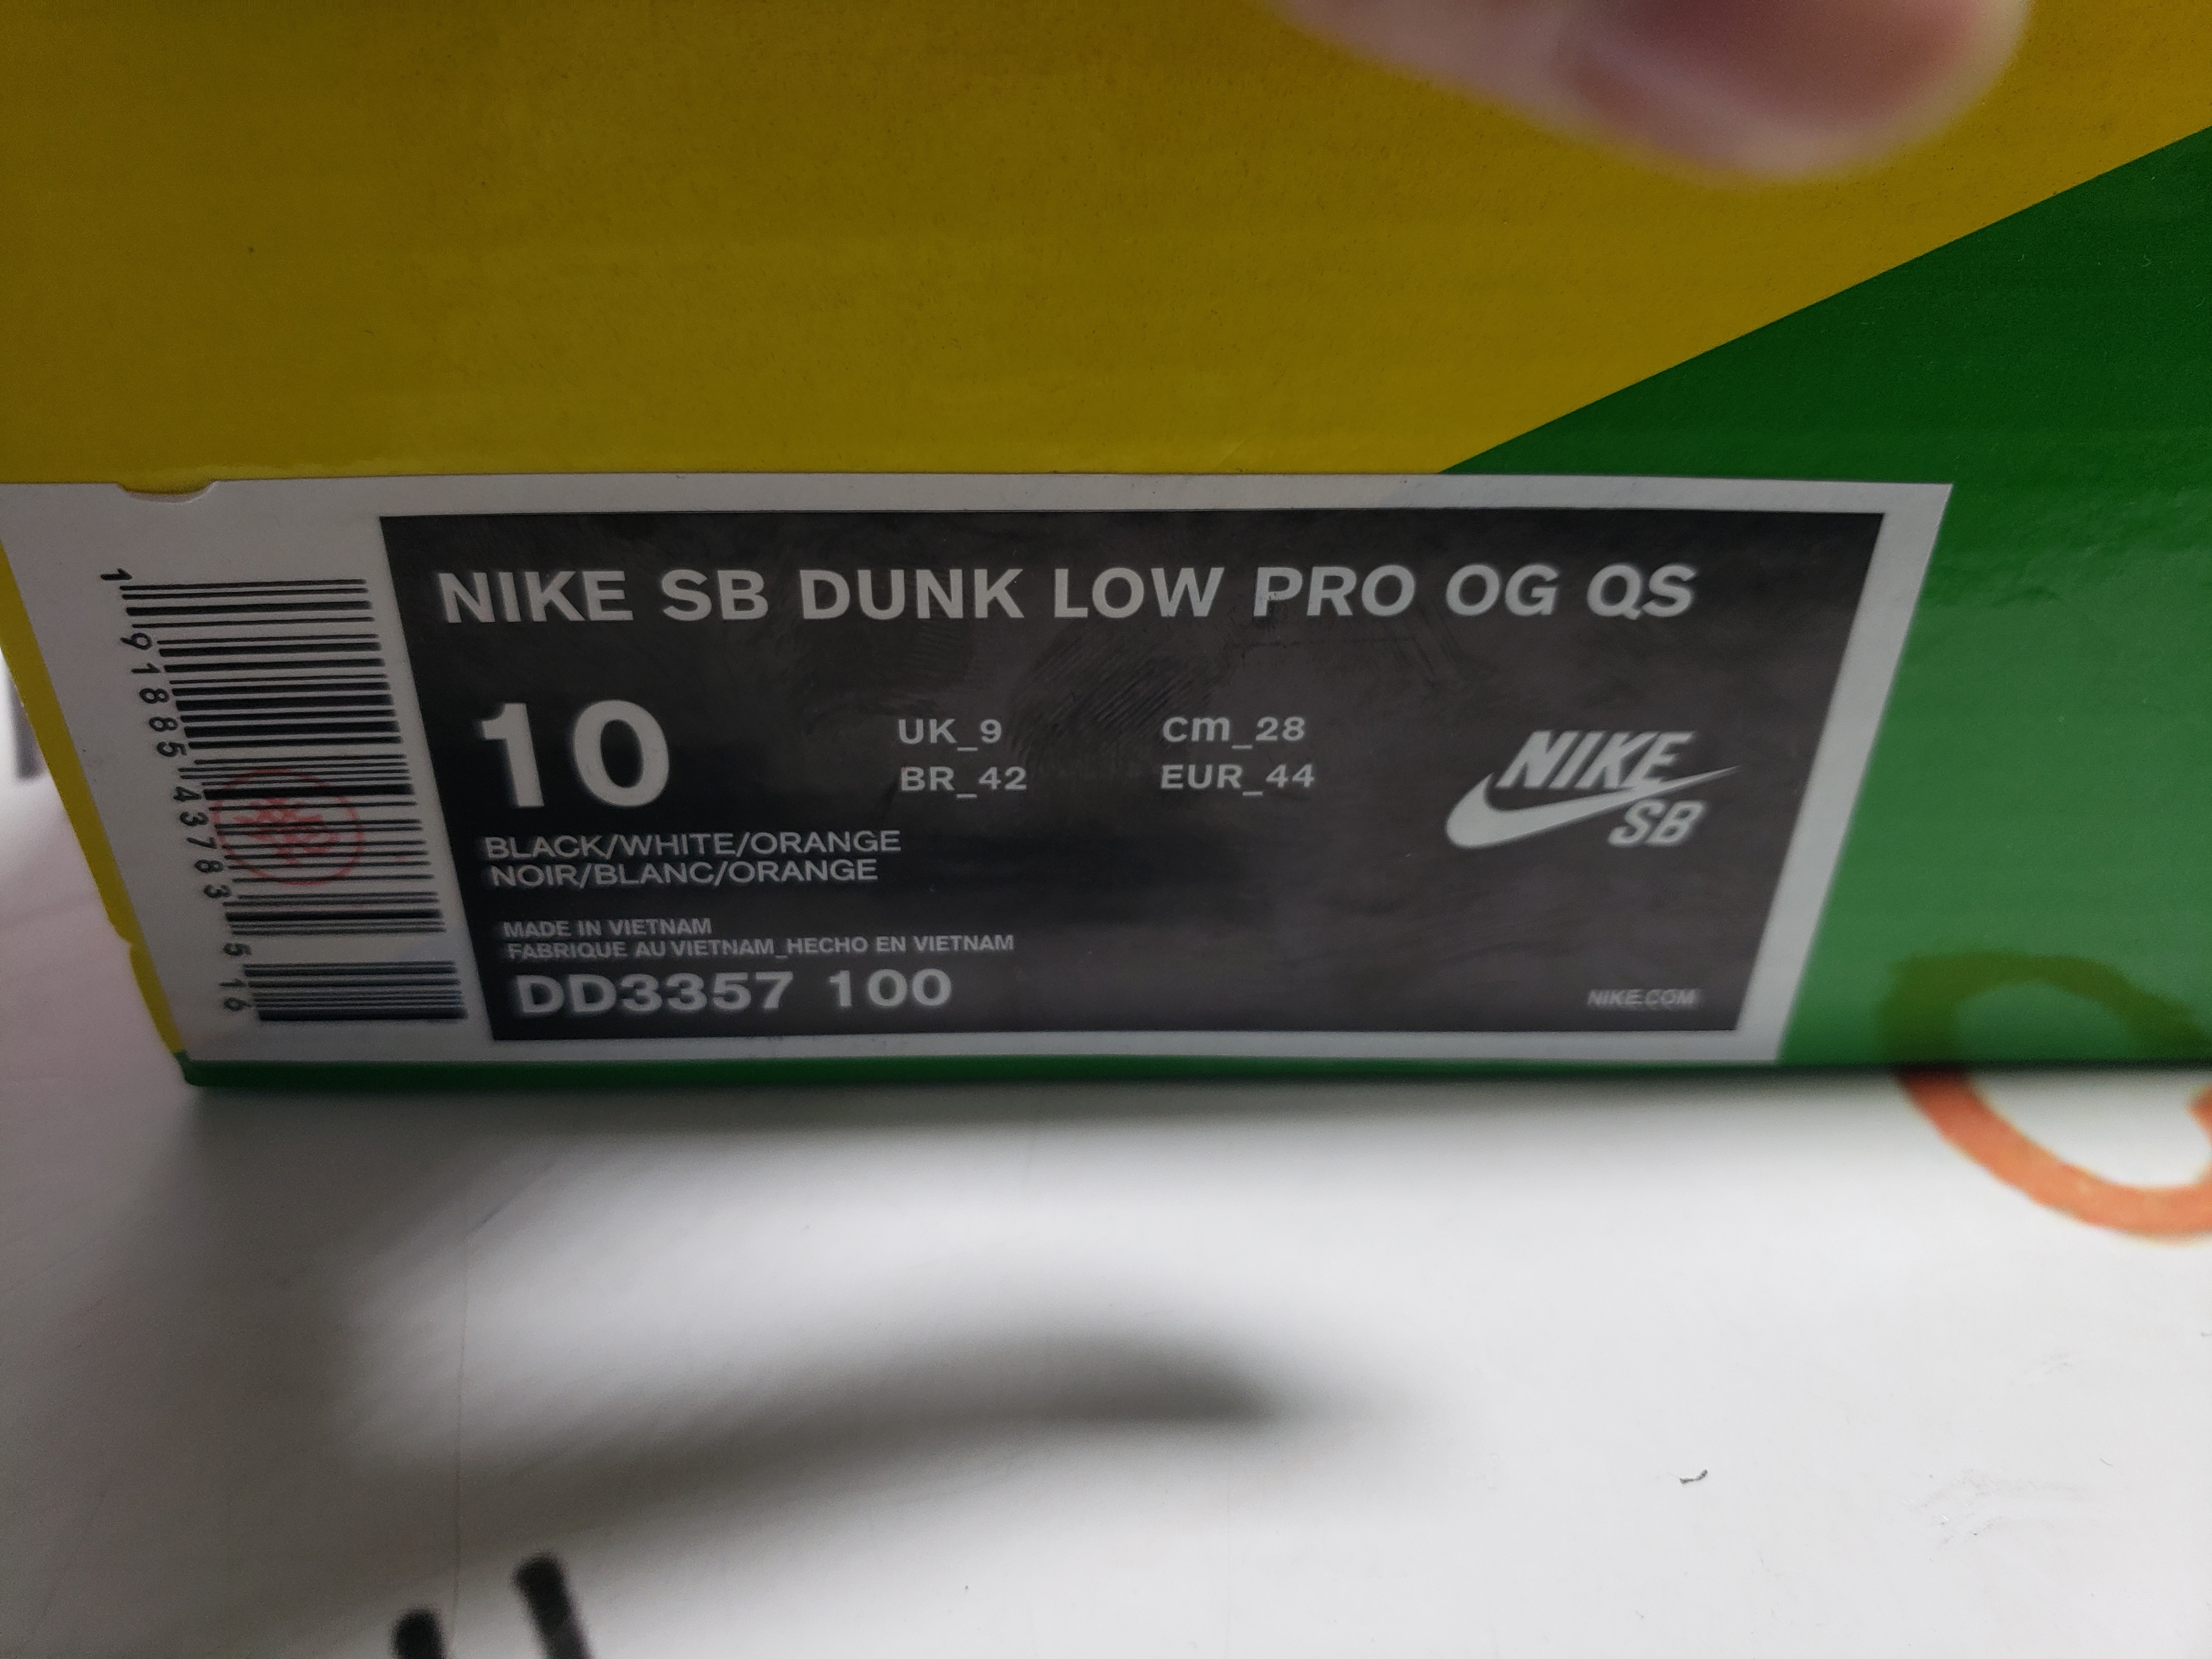 NIKE SB DUNK LOW PRO OG QS
10
UK_9
cm_28
BR_42
EUR_44
NIKE
SB
BLACK/WHITE/ORANGE
NOIR/BLANC/ORANGE
MADE IN VIETNAM
FABRIQUE AU VIETNAM_HECHO EN VIETNAM
DD3357 100
NIKE.COM
1 91885 43783 5 16